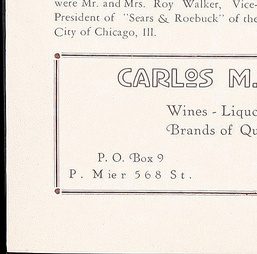 were Mr. and Mrs. Roy Walker, Vice-
President of "Sears & Roebuck" of the
City of Chicago, Ill.
CARLOS M.
Wines - Liquo
Brands of Qu
P. O. Box 9
P. Mier 568 St.